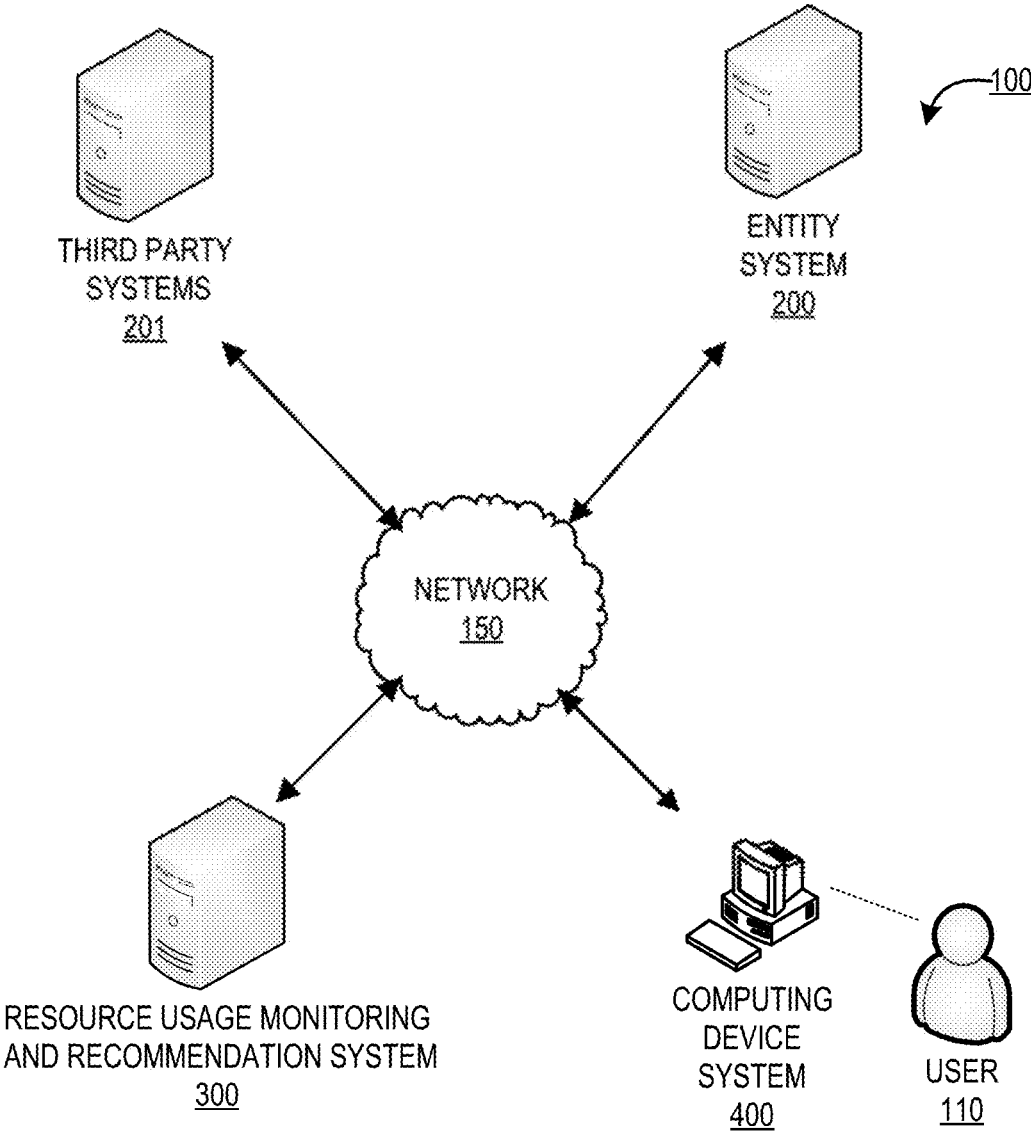 100
THIRD PARTY
SYSTEMS
201
ENTITY
SYSTEM
200
NETWORK
150
RESOURCE USAGE MONITORING
AND RECOMMENDATION SYSTEM
300
COMPUTING
DEVICE
SYSTEM
400
USER
110